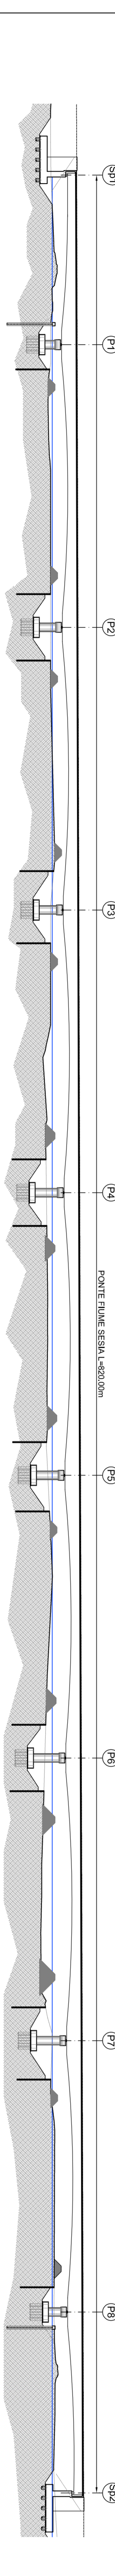 (Sp1)
(P1)
(P2)
(P3)
(P4)
PONTE FIUME SESIA L=820.00m
(P5)
(P6)
(P7)
(P8)
(Sp2)